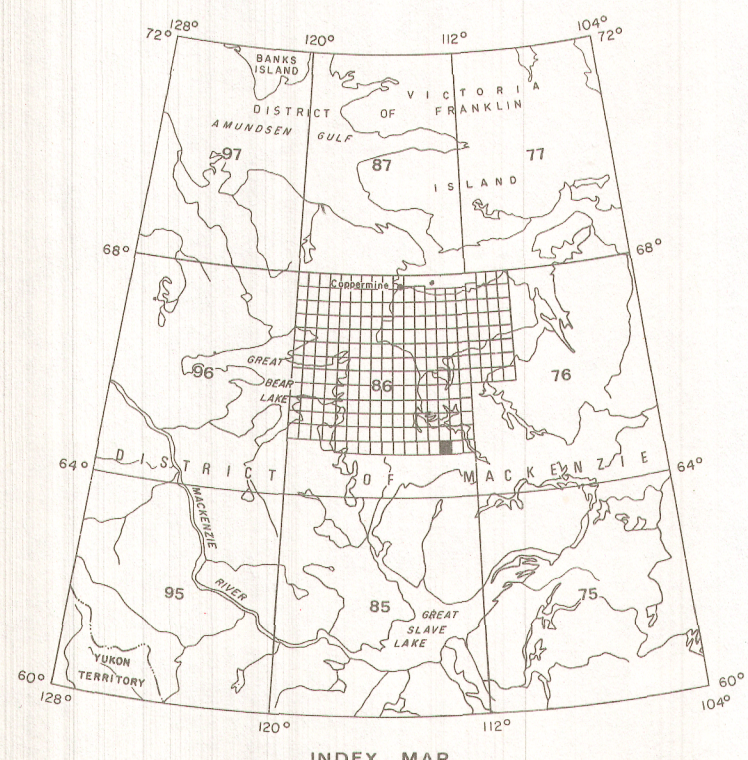 128°
104°
72°
120°
112°
72°
BANKS
ISLAND
VICTORIA
DISTRICT OF FRANKLIN
AMUNDSEN GULF
97
87
77
ISLAND
68°
68°
Coppermine
GREAT
96
BEAR
86
76
LAKE
DISTRICT OF MACKENZIE
64°
64°
MACKENZIE
RIVER
95
85
75
GREAT
SLAVE
LAKE
YUKON
TERRITORY
60°
60°
128°
104°
120°
112°
INDEX MAP